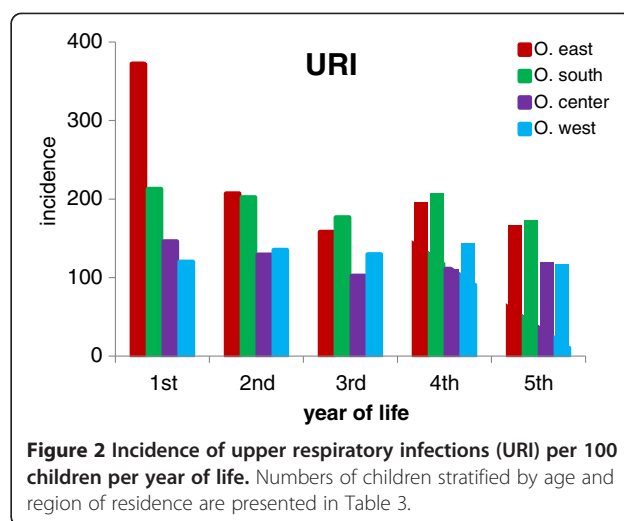 400
300
200
100
0
incidence
URI
O. east
O. south
O. center
O. west
1st 2nd 3rd 4th 5th
year of life
Figure 2 Incidence of upper respiratory infections (URI) per 100
children per year of life. Numbers of children stratified by age and
region of residence are presented in Table 3.